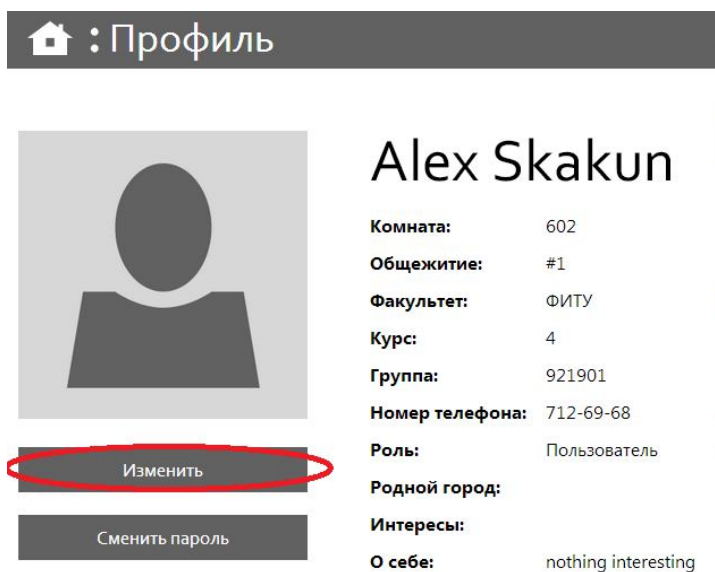 : Профиль
Alex Skakun
Комната: 602
Общежитие: #1
Факультет: ФИТУ
Курс: 4
Группа: 921901
Номер телефона: 712-69-68
Роль: Пользователь
Родной город:
Интересы:
О себе: nothing interesting
Изменить
Сменить пароль